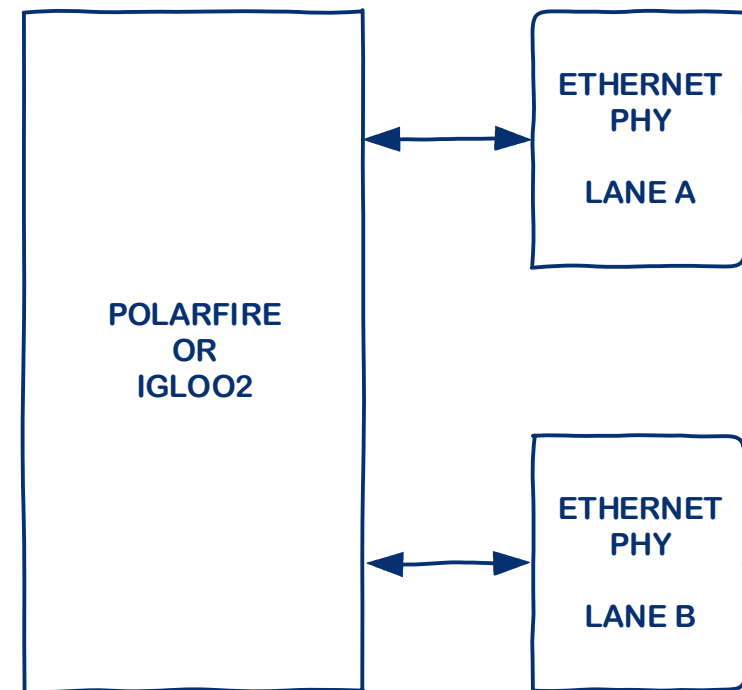 ETHERNET
PHY
LANE A
POLARFIRE
OR
IGLOO2
ETHERNET
PHY
LANE B